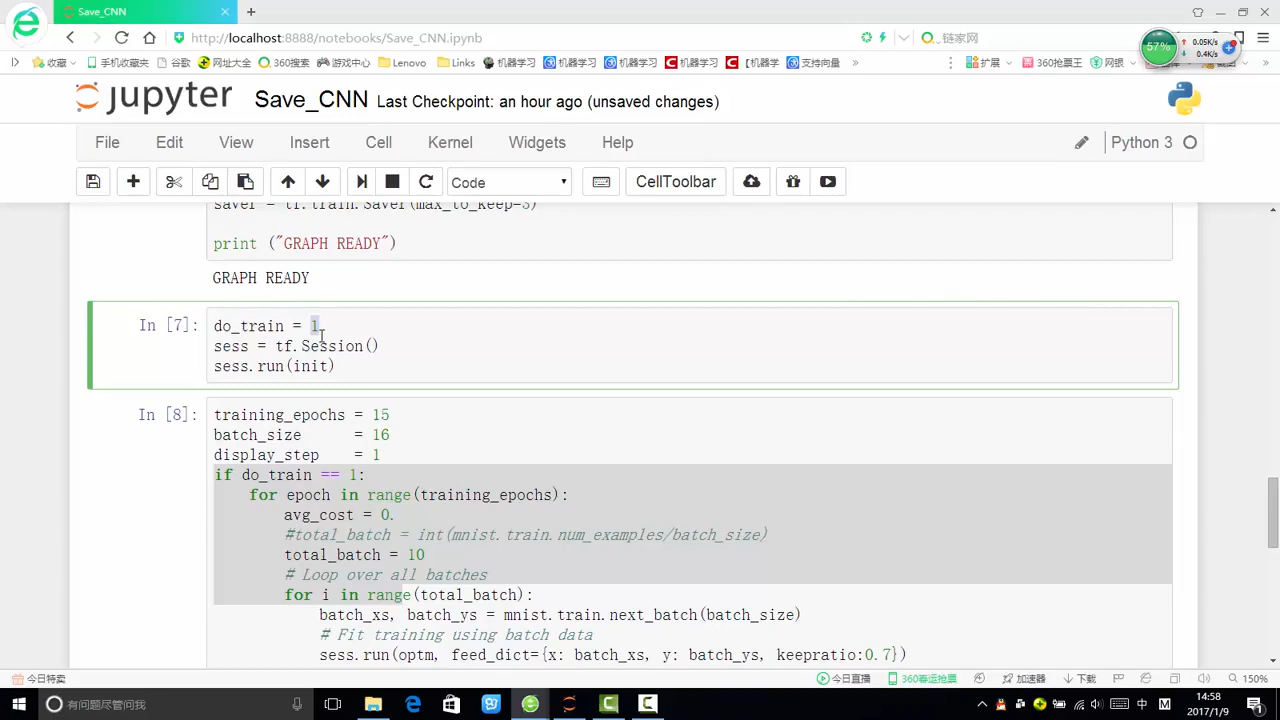 Save_CNN
http://localhost:8888/notebooks/Save_CNN.ipynb
链家网
57%
0.05K/s
0.4K/s
收藏 手机收藏夹 谷歌 网址大全 360搜索 游戏中心 Lenovo Links 机器学习 机器学习 机器学习 机器学习 【机器学 支持向量 » 扩展 360抢票王 网银
jupyter Save_CNN Last Checkpoint: an hour ago (unsaved changes)
File Edit View Insert Cell Kernel Widgets Help Python 3
Code CellToolbar
saver = tf.train.Saver(max_to_keep=3)
print ("GRAPH READY")
GRAPH READY
In [7]: do_train = 1
sess = tf.Session()
sess.run(init)
In [8]: training_epochs = 15
batch_size = 16
display_step = 1
if do_train == 1:
for epoch in range(training_epochs):
avg_cost = 0.
#total_batch = int(mnist.train.num_examples/batch_size)
total_batch = 10
# Loop over all batches
for i in range(total_batch):
batch_xs, batch_ys = mnist.train.next_batch(batch_size)
# Fit training using batch data
sess.run(optm, feed_dict={x: batch_xs, y: batch_ys, keepratio:0.7})
今日特卖 今日直播 360春运抢票 加速器 下载 150%
有问题尽管问我 中 14:58
2017/1/9